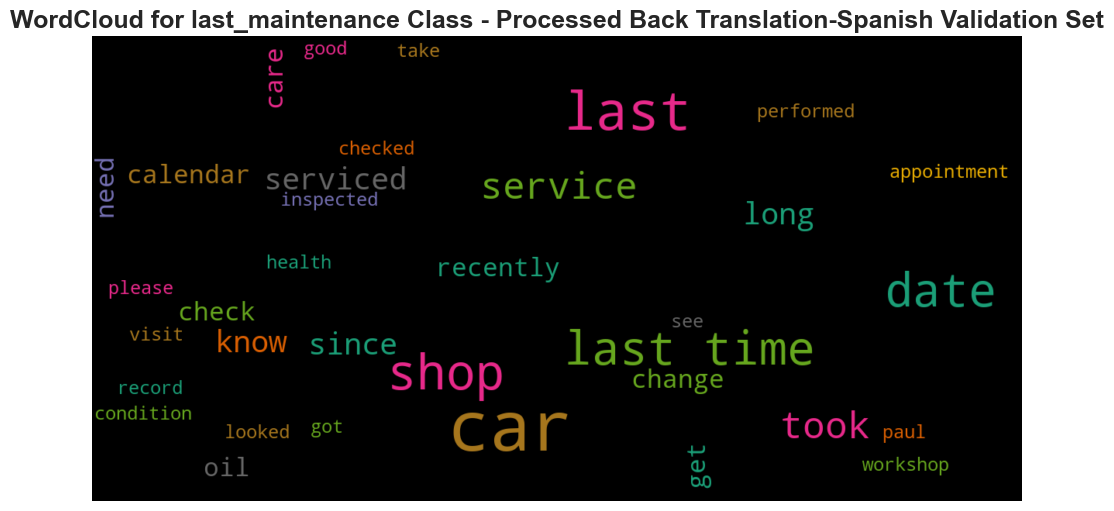 WordCloud for last_maintenance Class - Processed Back Translation-Spanish Validation Set
good
take
care
last
performed
checked
need
calendar
serviced
service
appointment
inspected
long
health
recently
please
date
check
visit
know
since
see
last time
shop
change
record
condition
car
looked
got
took
paul
oil
get
workshop